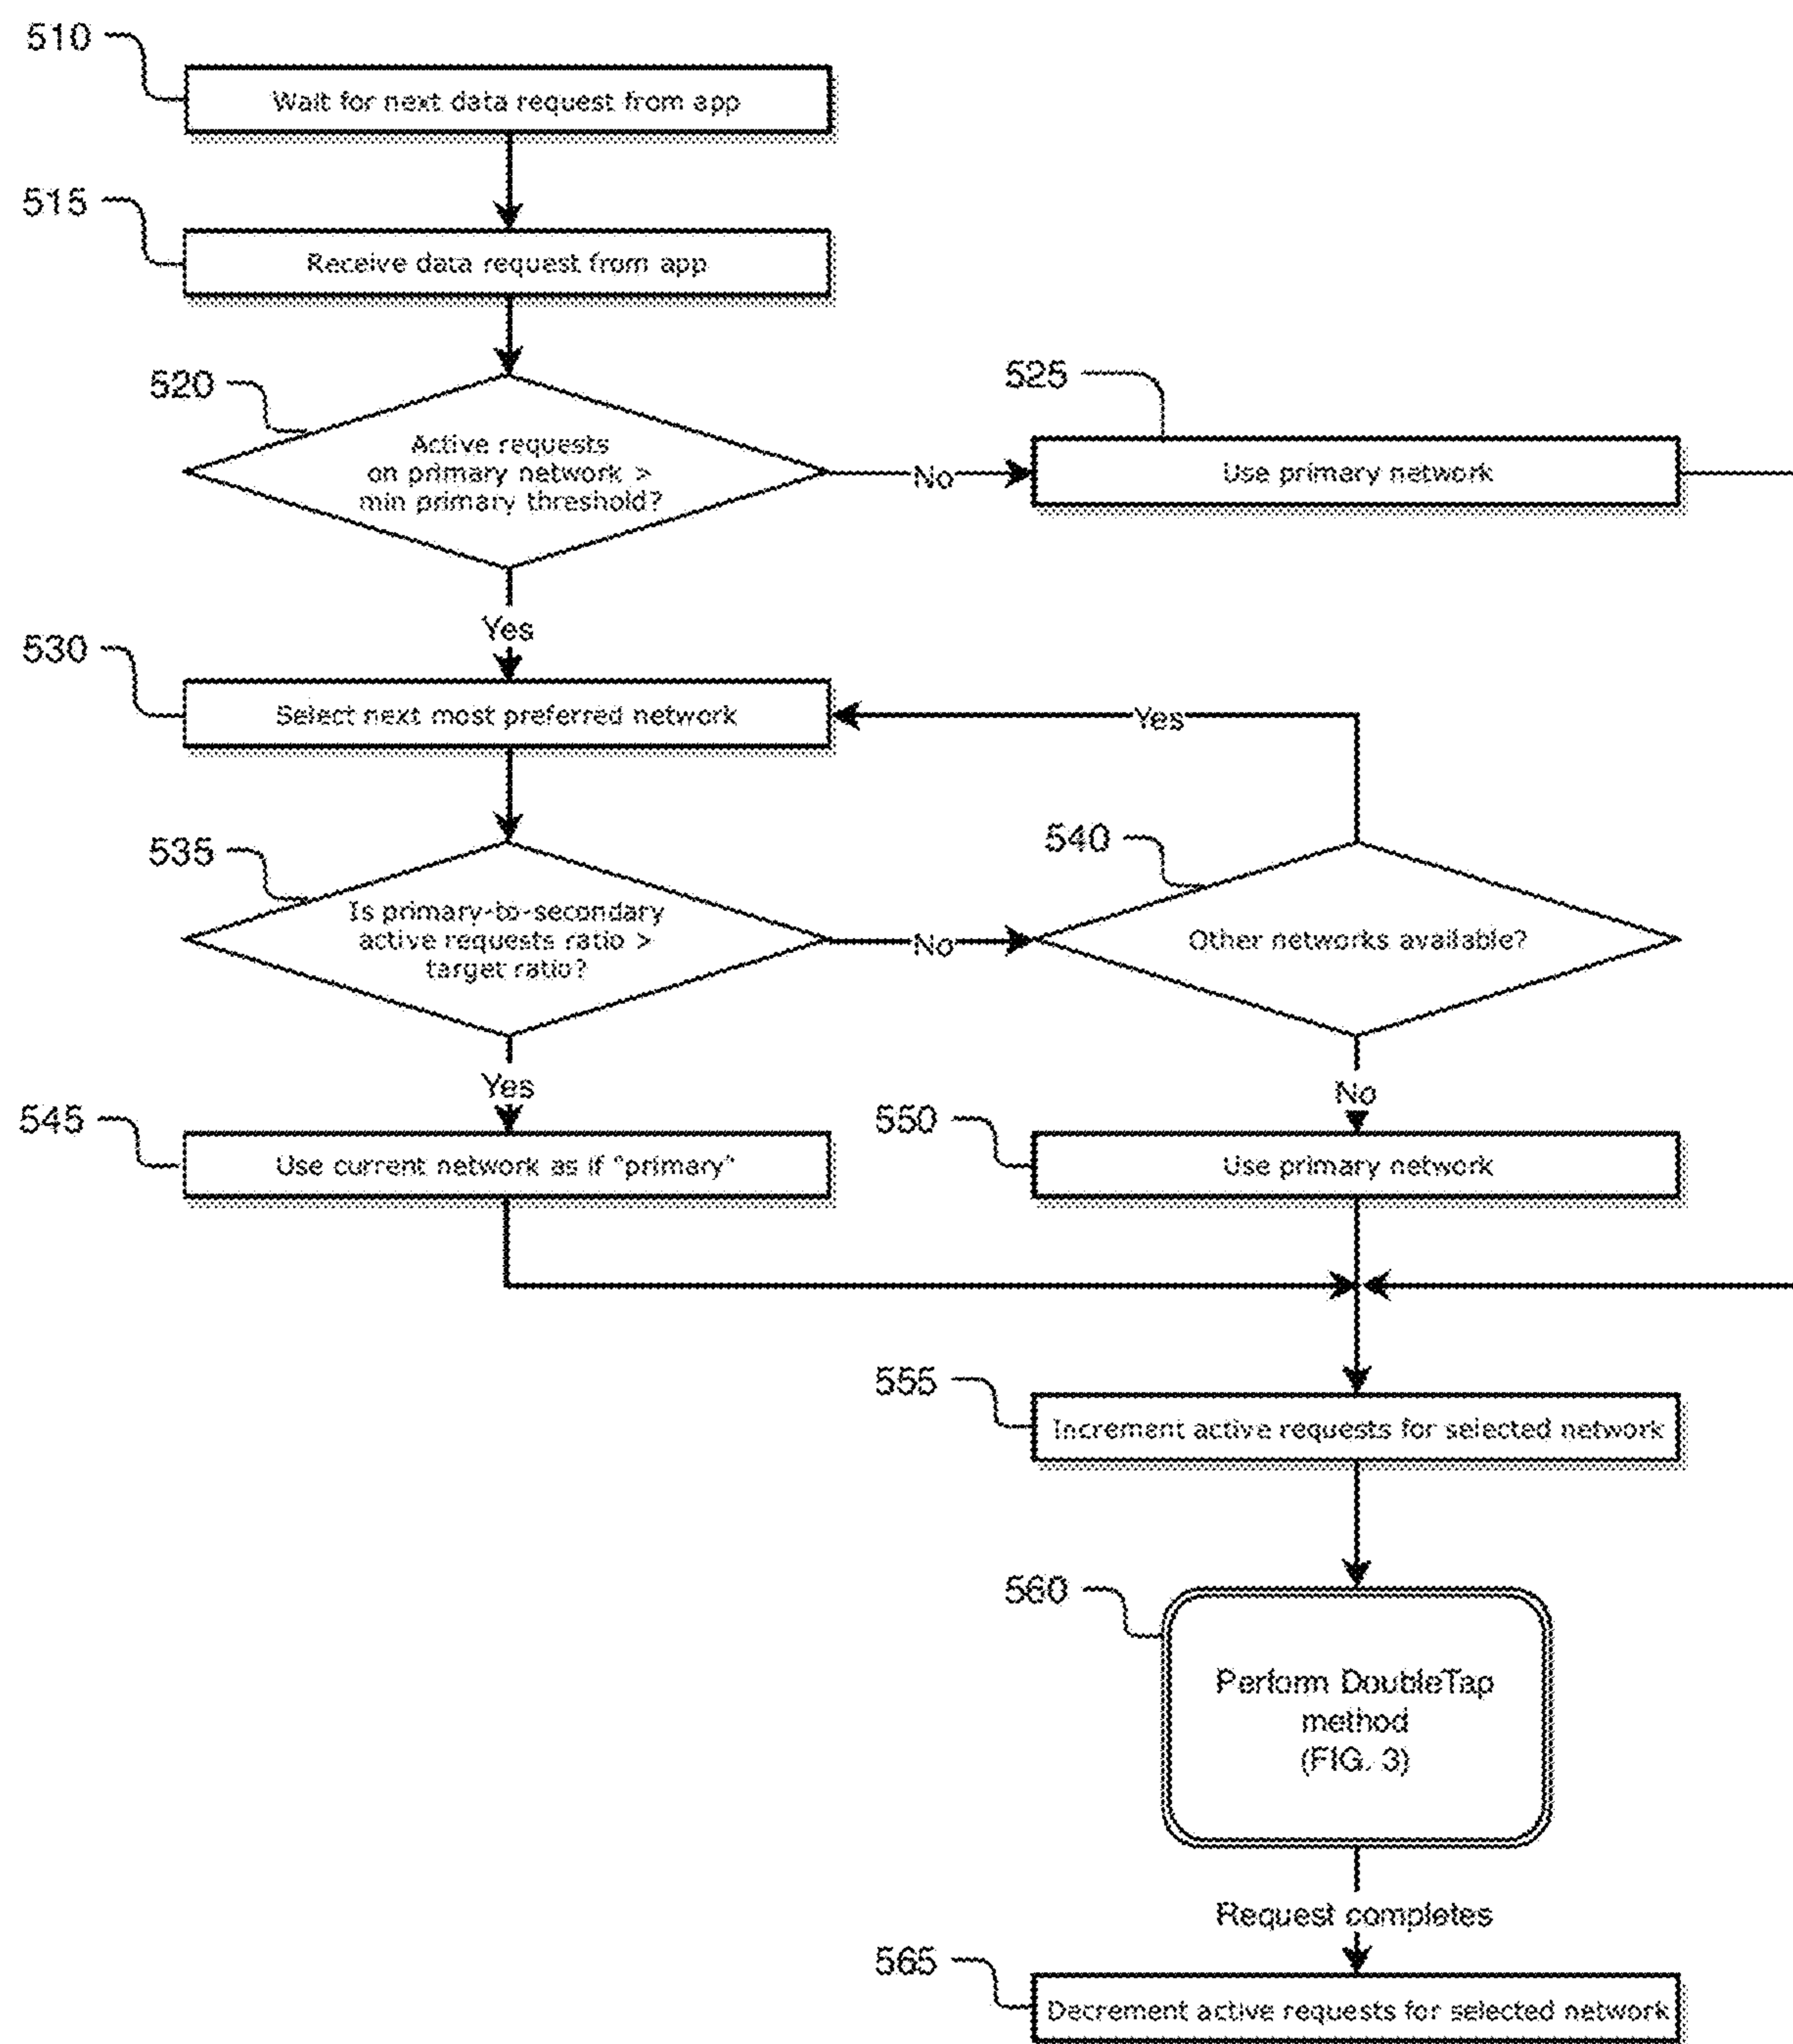 510
Wait for next data request from app
515
Receive data request from app
520
Active requests
on primary network >
min primary threshold?
No
525
Use primary network
Yes
530
Select next most preferred network
Yes
535
Is primary-to-secondary
active requests ratio >
target ratio?
No
540
Other networks available?
Yes
No
545
Use current network as if "primary"
550
Use primary network
555
Increment active requests for selected network
560
Perform DoubleTap
method
(FIG. 3)
Request completes
565
Decrement active requests for selected network